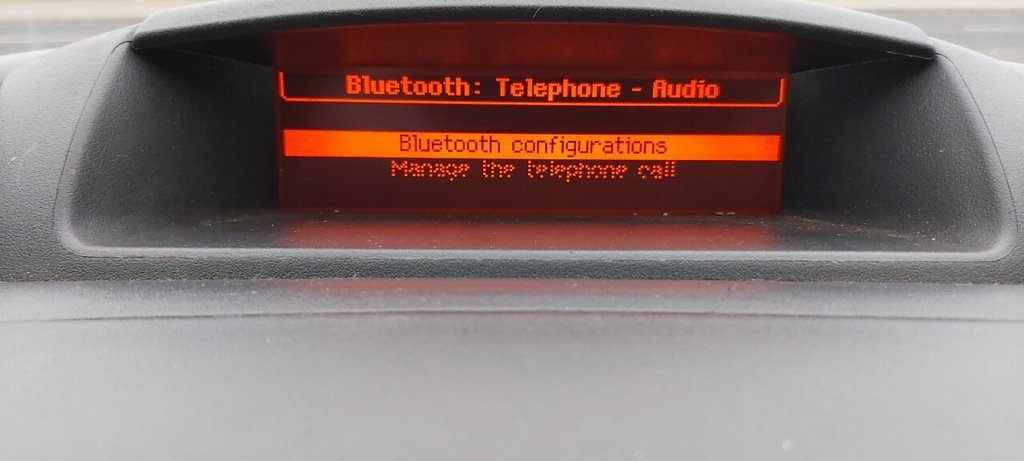 Bluetooth: Telephone - Audio
Bluetooth configurations
Manage the telephone call